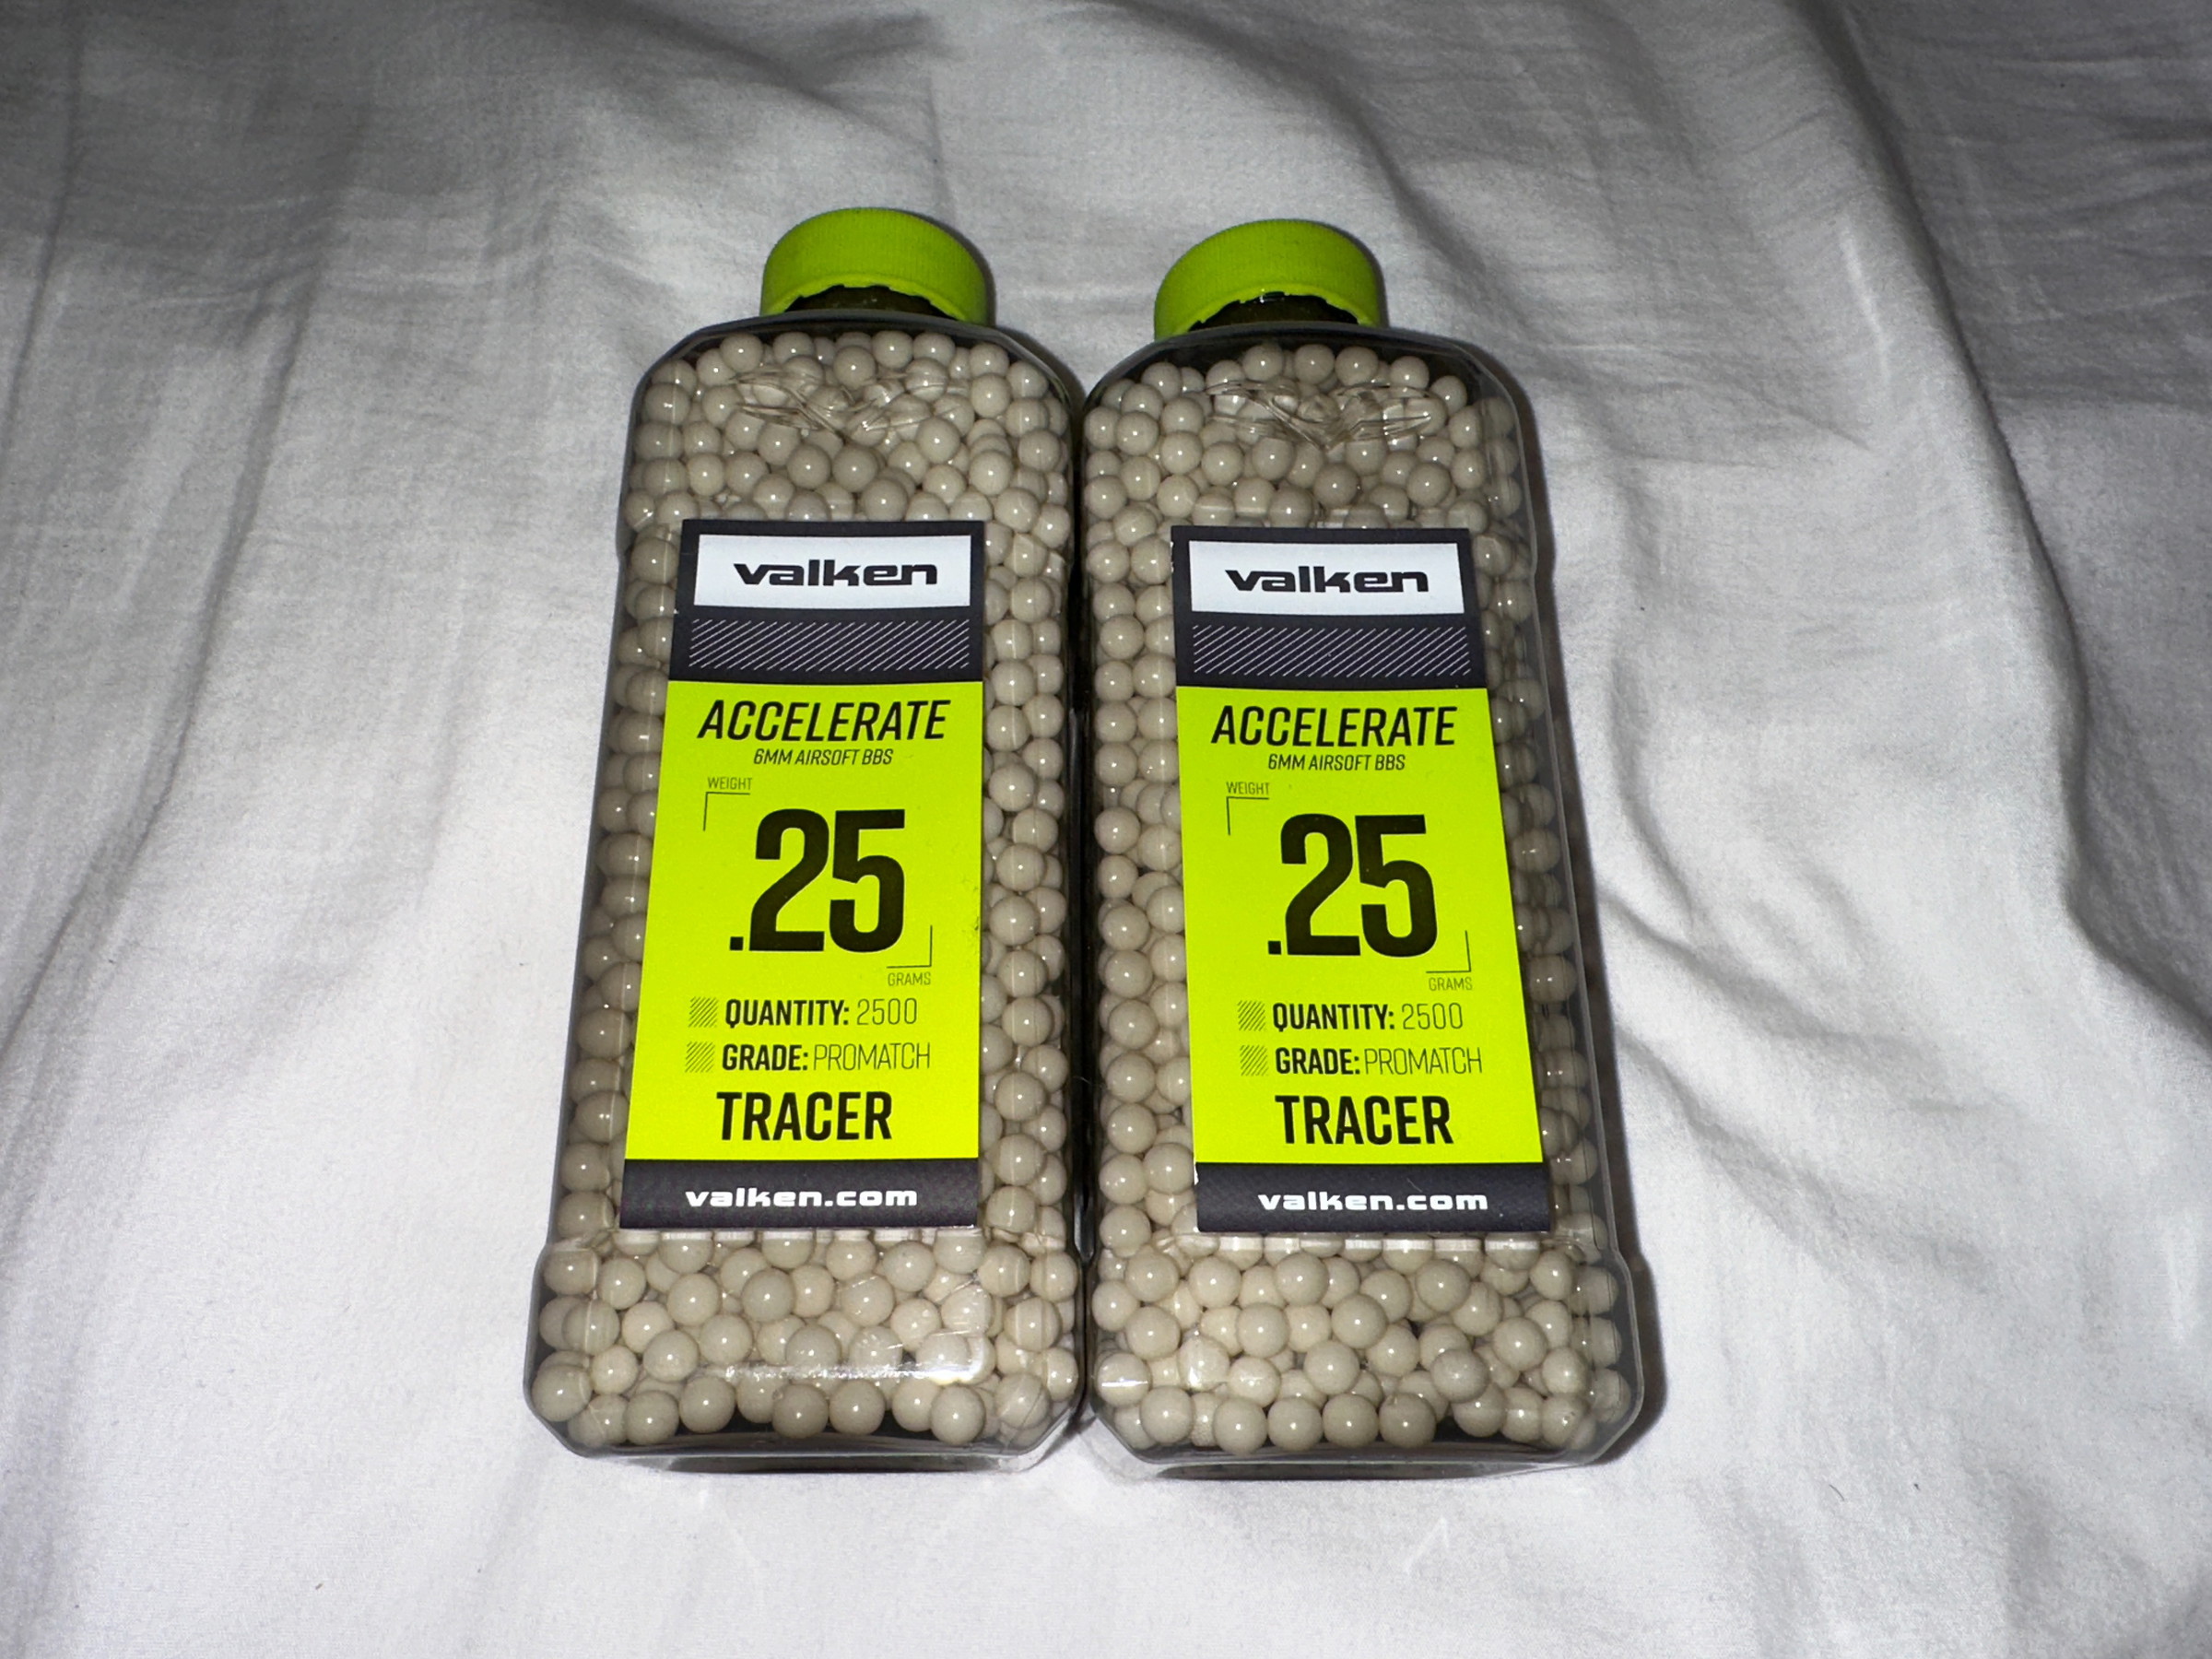 valken
ACCELERATE
6MM AIRSOFT BBS
WEIGHT
.25
GRAMS
QUANTITY: 2500
GRADE: PROMATCH
TRACER
valken.com
valken
ACCELERATE
6MM AIRSOFT BBS
WEIGHT
.25
GRAMS
QUANTITY: 2500
GRADE: PROMATCH
TRACER
valken.com